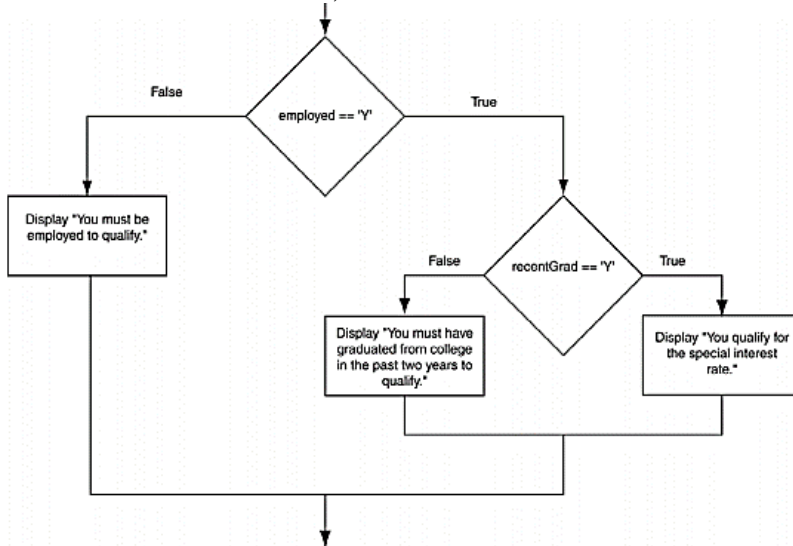 False
employed == 'Y'
True
Display "You must be
employed to qualify."
False
recontGrad == 'Y'
True
Display "You must have
graduated from college
in the past two years to
qualify."
Display "You qualify for
the special interest
rate."